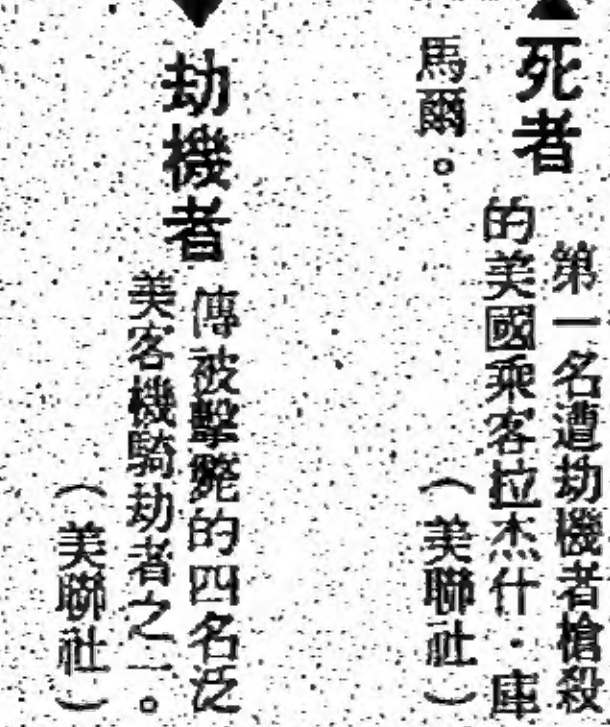 ▲死者
第一名遭劫機者槍殺
的美國乘客拉杰什・庫
馬爾。（美聯社）
▼劫機者
傳被擊斃的四名泛
美客機騎劫者之一。
（美聯社）